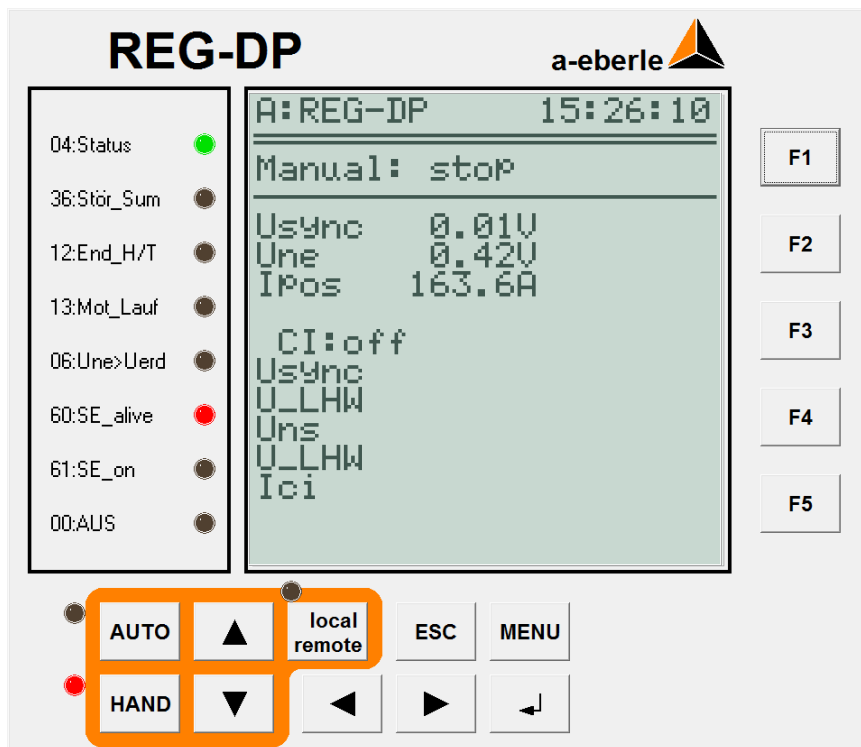 REG-DP
a-eberle
04:Status
36:Stör_Sum
12:End_H/T
13:Mot_Lauf
06:Une>Uerd
60:SE_alive
61:SE_on
00:AUS
A:REG-DP 15:26:10
Manual: stop
Usync 0.01V
Une 0.42V
Ipos 163.6A
CI:off
Usync
U_LHW
Uns
U_LHW
Ici
F1
F2
F3
F4
F5
AUTO
local
remote
ESC
MENU
HAND